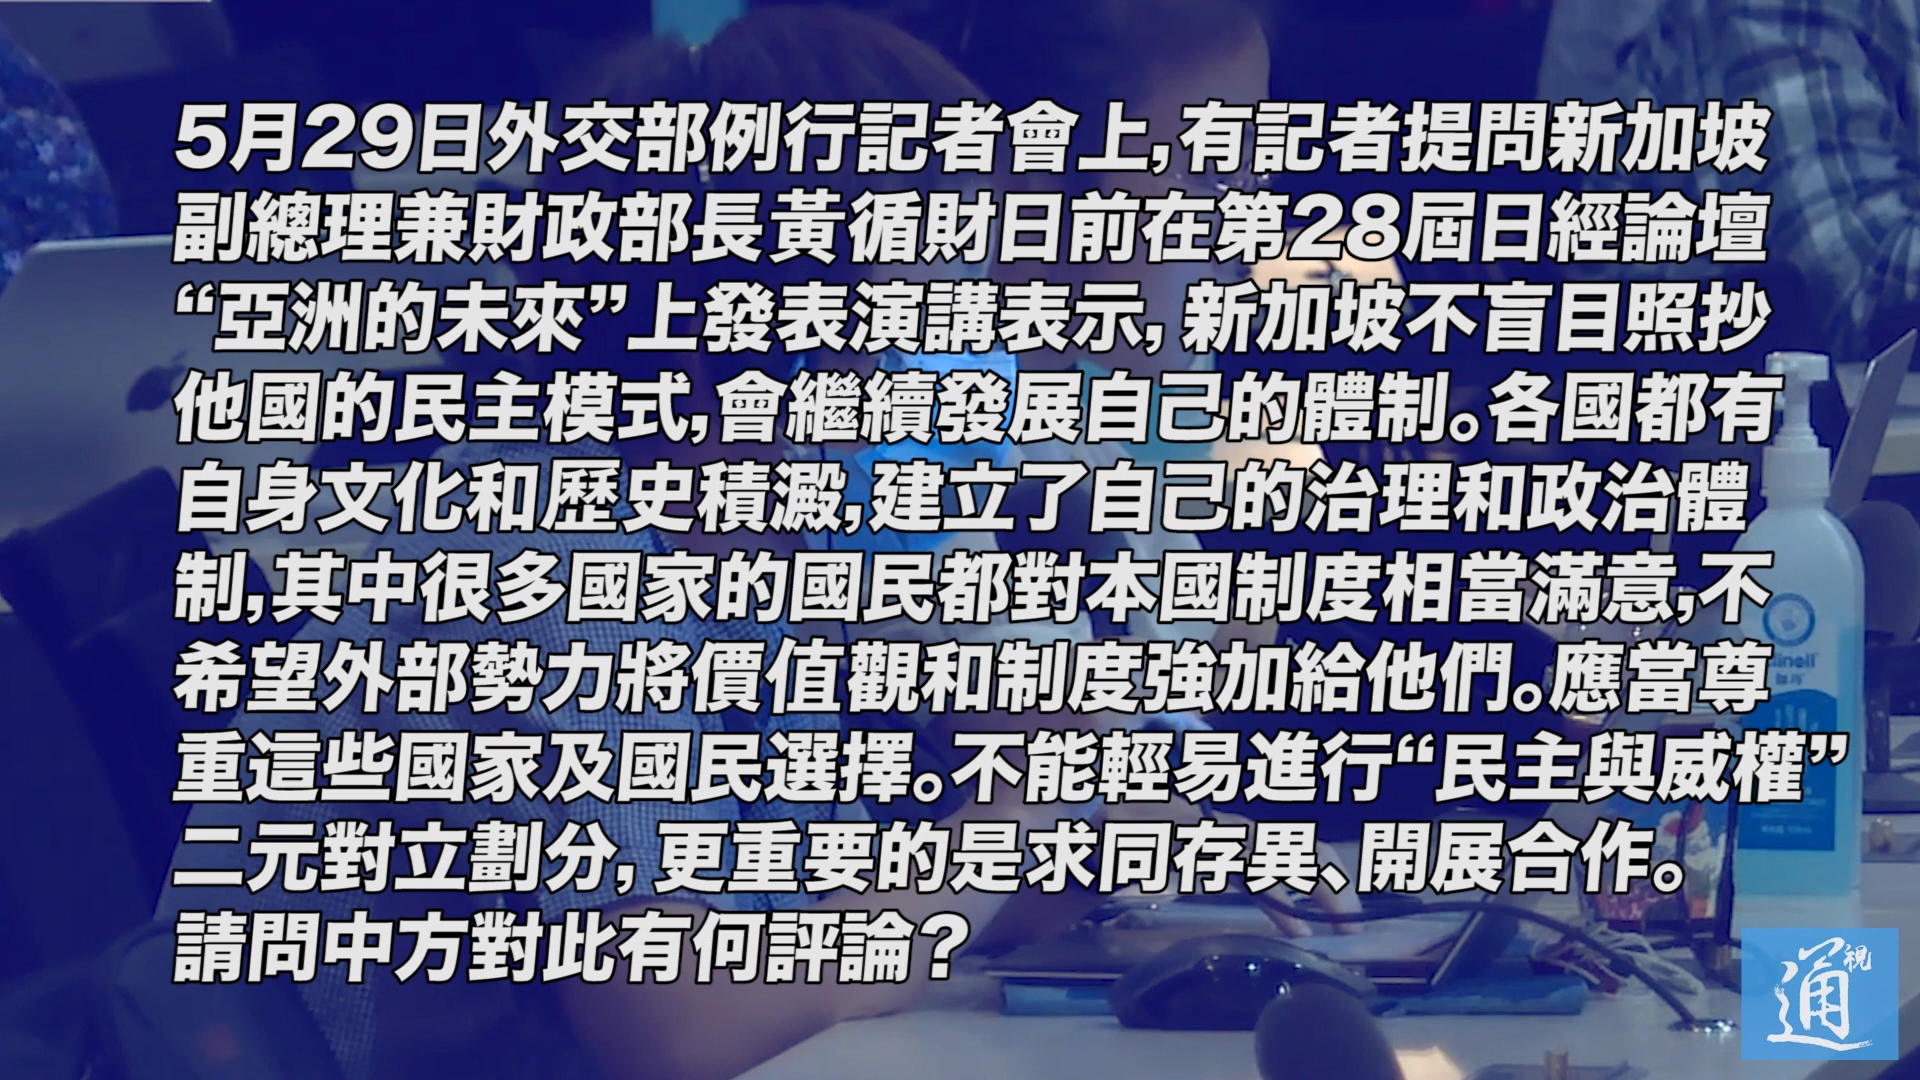 5月29日外交部例行記者會上,有記者提問新加坡
副總理兼財政部長黃循財日前在第28屆日經論壇
“亞洲的未來”上發表演講表示, 新加坡不盲目照抄
他國的民主模式,會繼續發展自己的體制。各國都有
自身文化和歷史積澱,建立了自己的治理和政治體
制,其中很多國家的國民都對本國制度相當滿意,不
希望外部勢力將價值觀和制度強加給他們。應當尊
重這些國家及國民選擇。不能輕易進行“民主與威權”
二元對立劃分, 更重要的是求同存異、開展合作。
請問中方對此有何評論?
通視